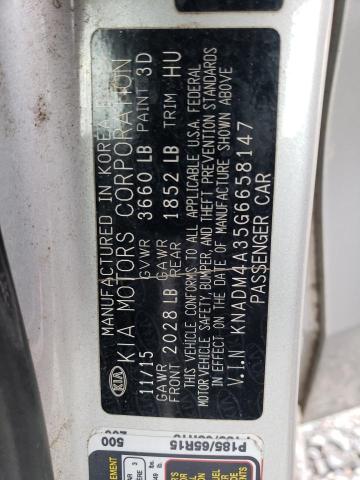 MANUFACTURED IN KOREA B
KIA MOTORS CORPORATION
11/15 GVWR 3660 LB PAINT 3D
GAWR FRONT 2028 LB GAWR REAR 1852 LB TRIM HU
THIS VEHICLE CONFORMS TO ALL APPLICABLE U.S.A. FEDERAL
MOTOR VEHICLE SAFETY, BUMPER, AND THEFT PREVENTION STANDARDS
IN EFFECT ON THE DATE OF MANUFACTURE SHOWN ABOVE
V.I.N KNADM4A35G6658147
PASSENGER CAR
KIA
P185/65R15
500